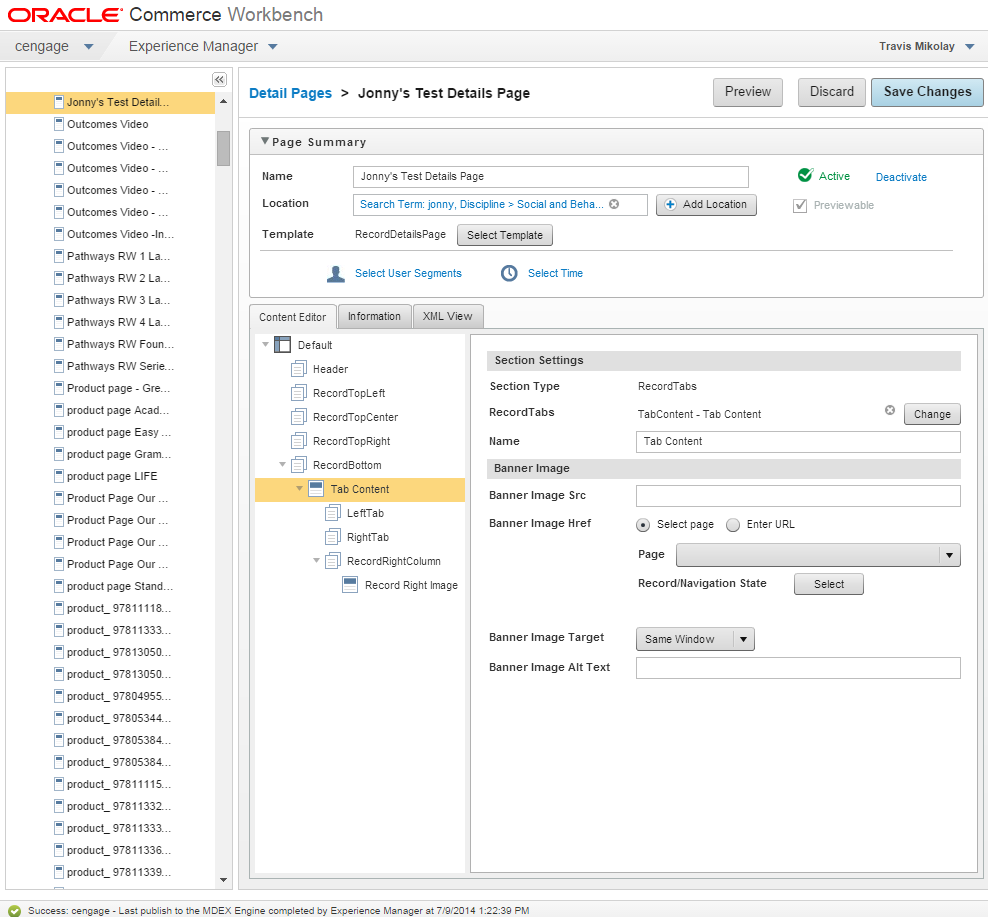 ORACLE Commerce Workbench
cengage Experience Manager Travis Mikolay
Jonny's Test Detail...
Outcomes Video
Outcomes Video - ...
Outcomes Video - ...
Outcomes Video - ...
Outcomes Video - ...
Outcomes Video -In...
Pathways RW 1 La...
Pathways RW 2 La...
Pathways RW 3 La...
Pathways RW 4 La...
Pathways RW Foun...
Pathways RW Serie...
Product page - Gre...
product page Acad...
product page Easy ...
product page Gram...
product page LIFE
Product Page Our ...
Product Page Our ...
Product Page Our ...
Product Page Our ...
product page Stand...
product_ 97811118...
product_ 97811333...
product_ 97813050...
product_ 97813050...
product_ 97804955...
product_ 97805344...
product_ 97805384...
product_ 97805384...
product_ 97811115...
product_ 97811332...
product_ 97811333...
product_ 97811336...
product_ 97811339...
Detail Pages > Jonny's Test Details Page Preview Discard Save Changes
Page Summary
Name Jonny's Test Details Page Active Deactivate
Location Search Term: jonny, Discipline > Social and Beha... Add Location Previewable
Template RecordDetailsPage Select Template
Select User Segments Select Time
Content Editor Information XML View
Default
Header
RecordTopLeft
RecordTopCenter
RecordTopRight
RecordBottom
Tab Content
LeftTab
RightTab
RecordRightColumn
Record Right Image
Section Settings
Section Type RecordTabs
RecordTabs TabContent - Tab Content Change
Name Tab Content
Banner Image
Banner Image Src
Banner Image Href Select page Enter URL
Page
Record/Navigation State Select
Banner Image Target Same Window
Banner Image Alt Text
Success: cengage - Last publish to the MDEX Engine completed by Experience Manager at 7/9/2014 1:22:39 PM